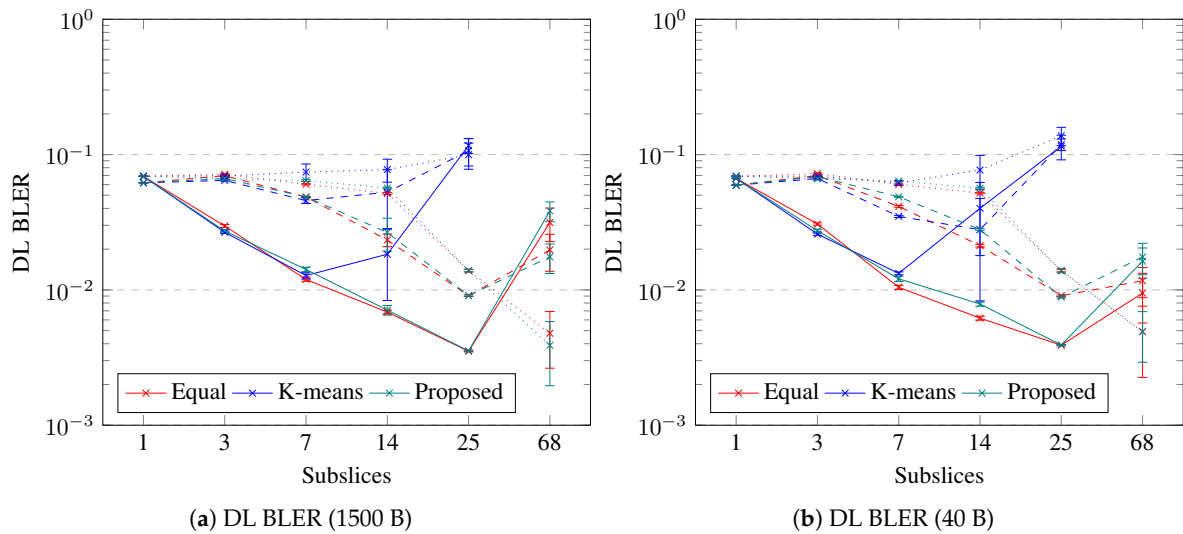 10^0
10^−1
10^−2
10^−3
DL BLER
1 3 7 14 25 68
Subslices
Equal K-means Proposed
(a) DL BLER (1500 B)
10^0
10^−1
10^−2
10^−3
DL BLER
1 3 7 14 25 68
Subslices
Equal K-means Proposed
(b) DL BLER (40 B)